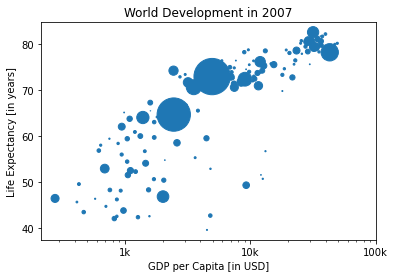 World Development in 2007
Life Expectancy [in years]
80
70
60
50
40
1k
10k
100k
GDP per Capita [in USD]